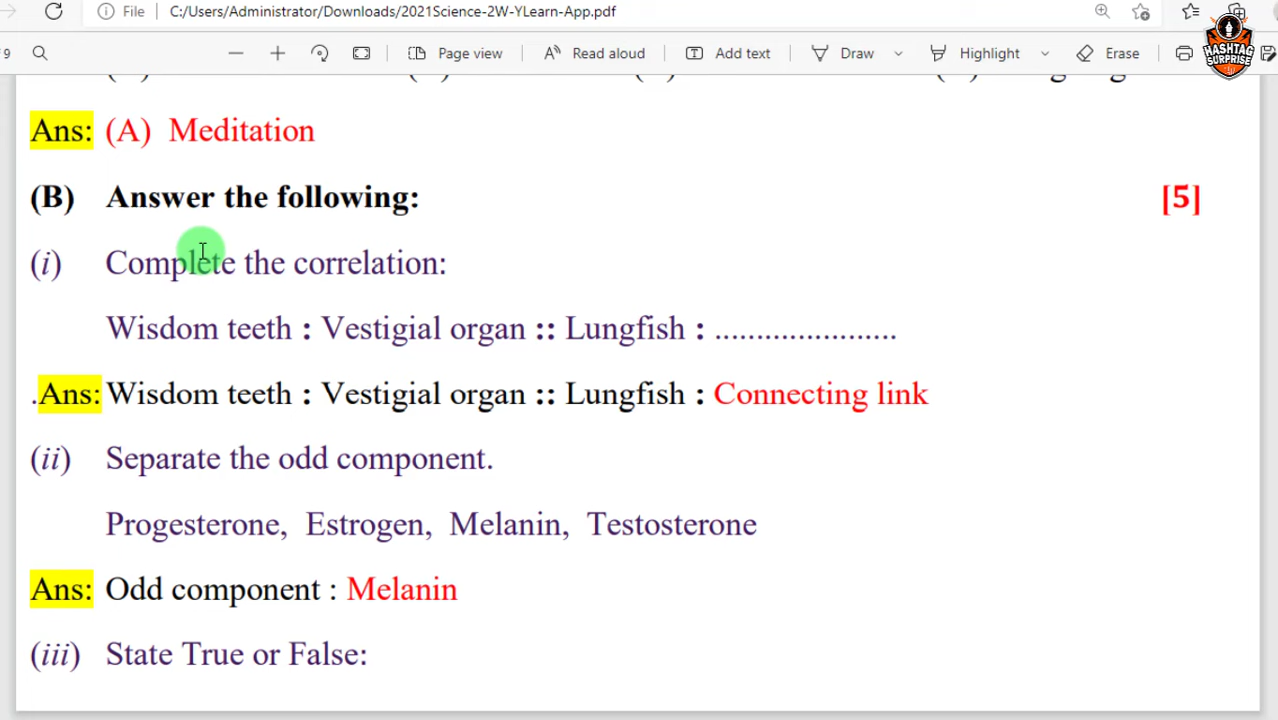 File C:/Users/Administrator/Downloads/2021Science-2W-YLearn-App.pdf
9 Page view Read aloud Add text Draw Highlight Erase
HASHTAG
SURPRISE
Ans: (A) Meditation
(B) Answer the following: [5]
(i) Complete the correlation:
Wisdom teeth : Vestigial organ :: Lungfish : ......................
.Ans: Wisdom teeth : Vestigial organ :: Lungfish : Connecting link
(ii) Separate the odd component.
Progesterone, Estrogen, Melanin, Testosterone
Ans: Odd component : Melanin
(iii) State True or False: